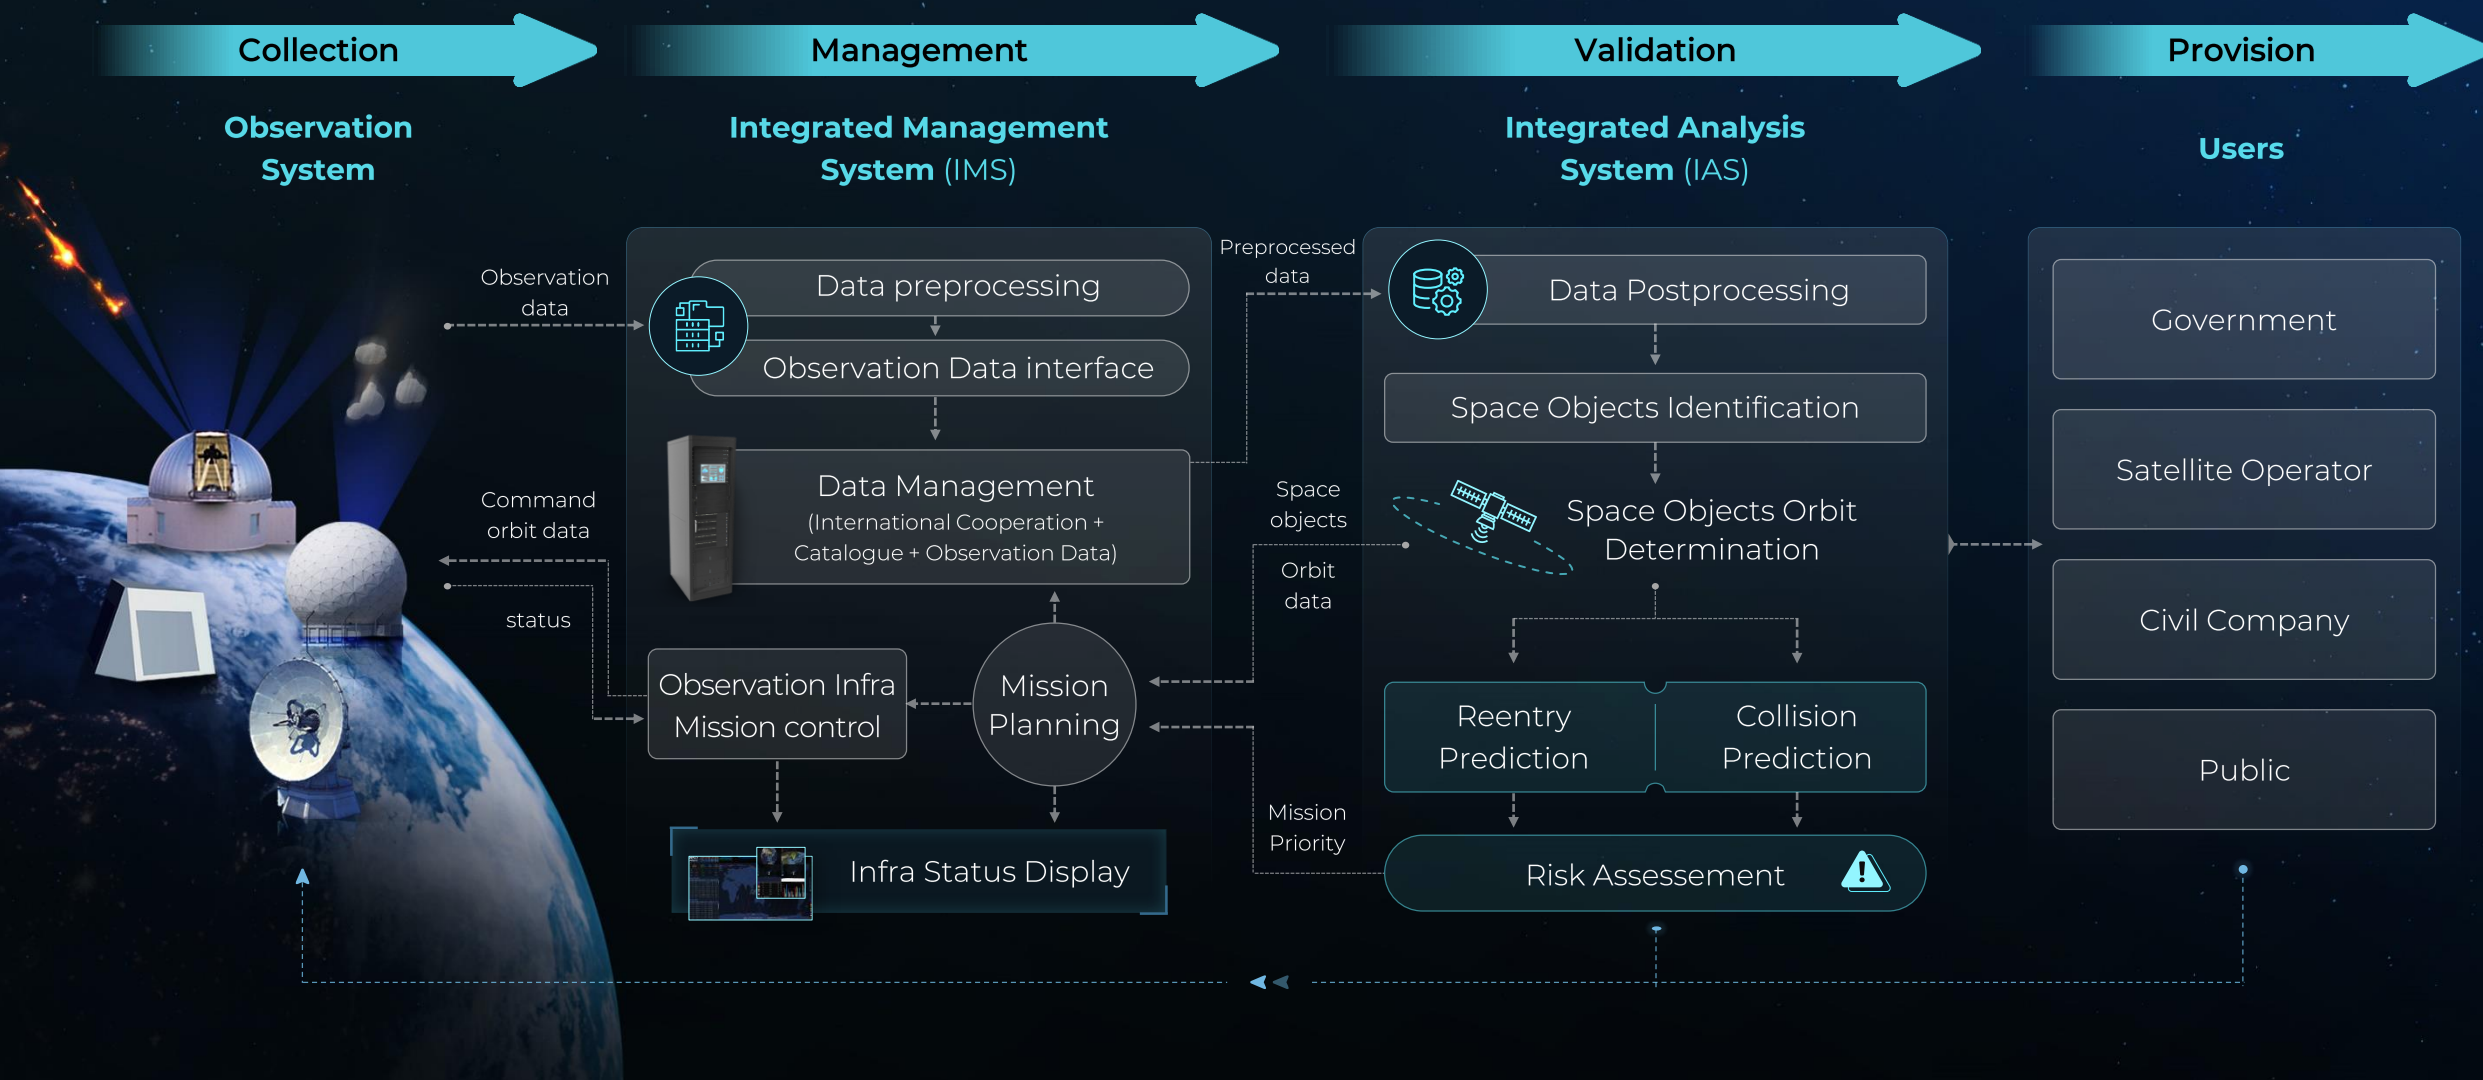 Collection
Management
Validation
Provision
Observation
System
Integrated Management
System (IMS)
Integrated Analysis
System (IAS)
Users
Observation
data
Command
orbit data
status
Data preprocessing
Observation Data interface
Data Management
(International Cooperation +
Catalogue + Observation Data)
Observation Infra
Mission control
Mission
Planning
Infra Status Display
Preprocessed
data
Space
objects
Orbit
data
Mission
Priority
Data Postprocessing
Space Objects Identification
Space Objects Orbit
Determination
Reentry
Prediction
Collision
Prediction
Risk Assessement
Government
Satellite Operator
Civil Company
Public